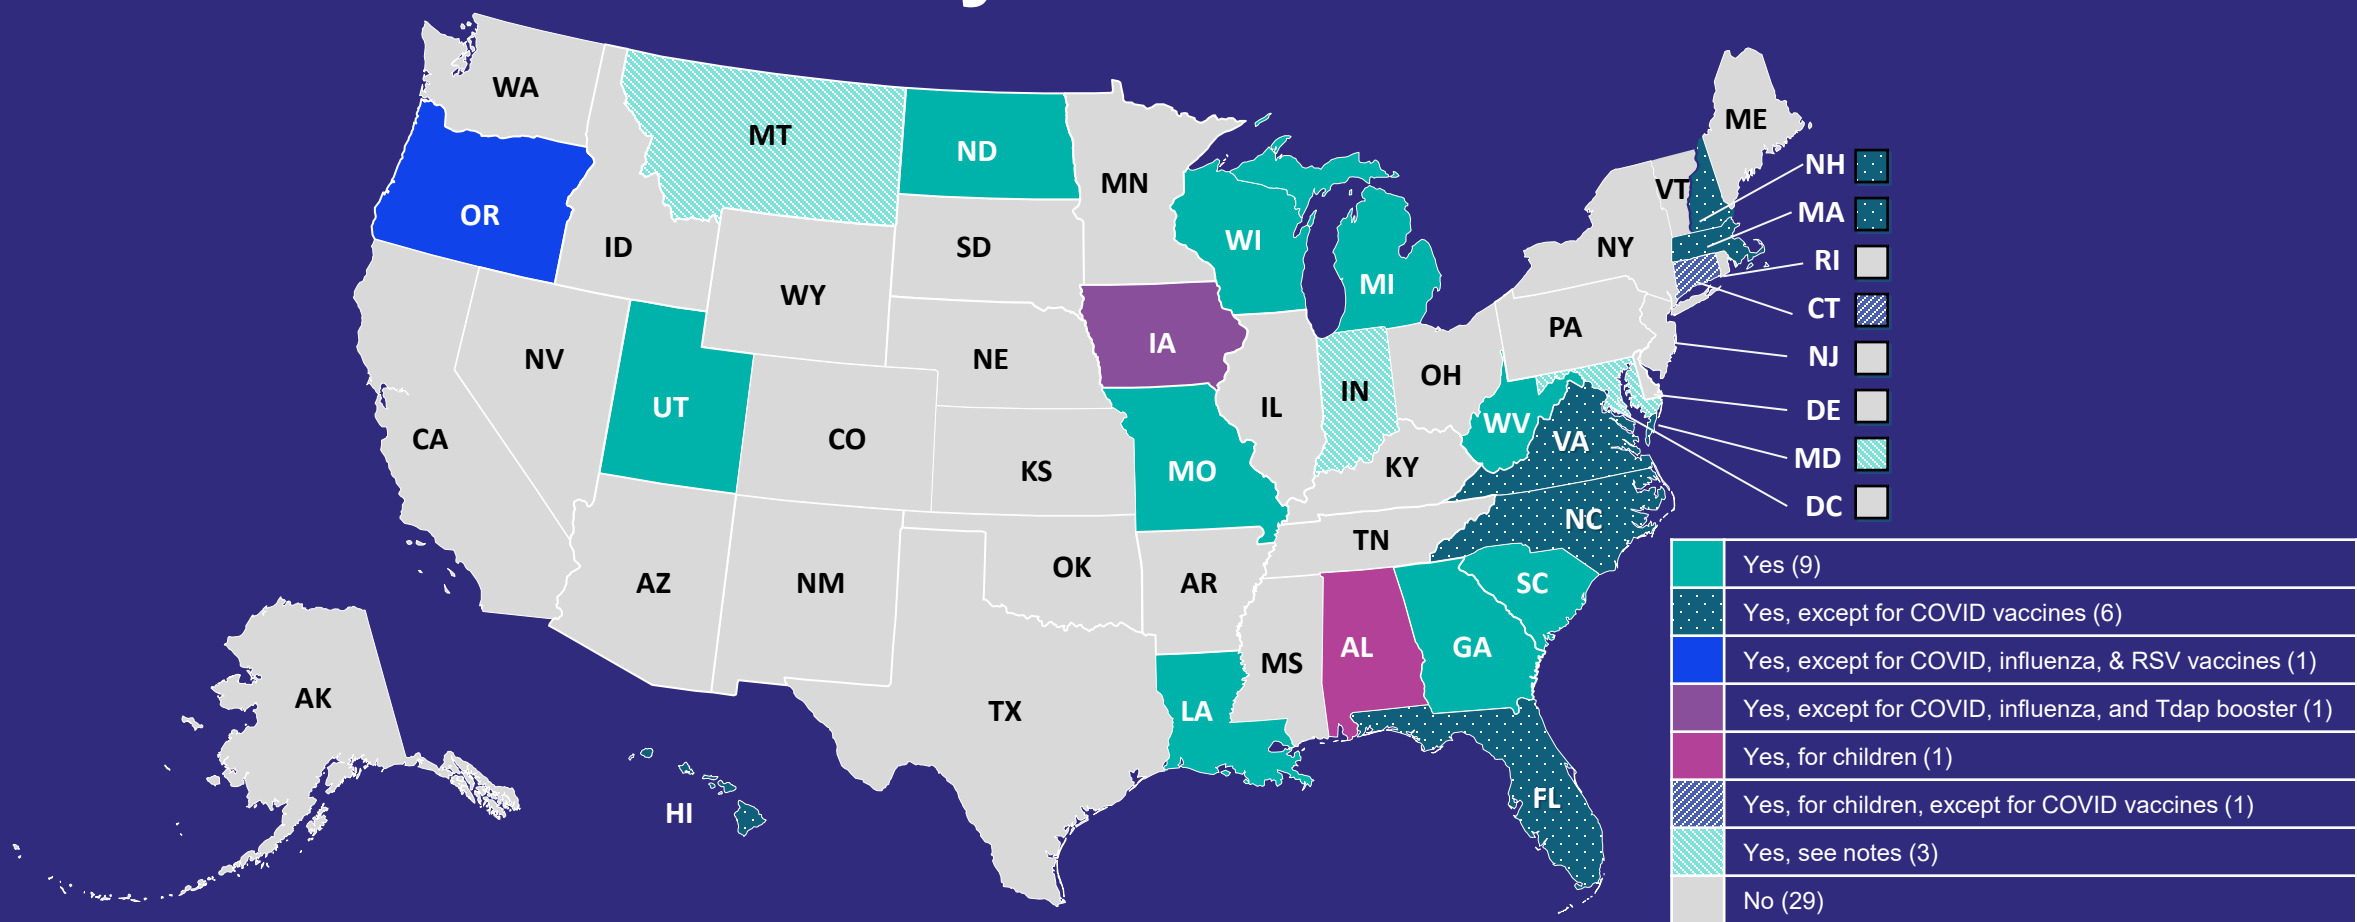 WA
MT
ND
MN
ME
NH
VT
MA
OR
ID
SD
WI
NY
RI
MI
WY
CT
PA
IA
NJ
NV
NE
OH
IN
UT
IL
DE
CA
CO
WV
VA
KS
MO
KY
MD
DC
NC
TN
OK
AZ
NM
AR
SC
MS
AL
GA
AK
TX
LA
HI
FL
Yes (9)
Yes, except for COVID vaccines (6)
Yes, except for COVID, influenza, & RSV vaccines (1)
Yes, except for COVID, influenza, and Tdap booster (1)
Yes, for children (1)
Yes, for children, except for COVID vaccines (1)
Yes, see notes (3)
No (29)